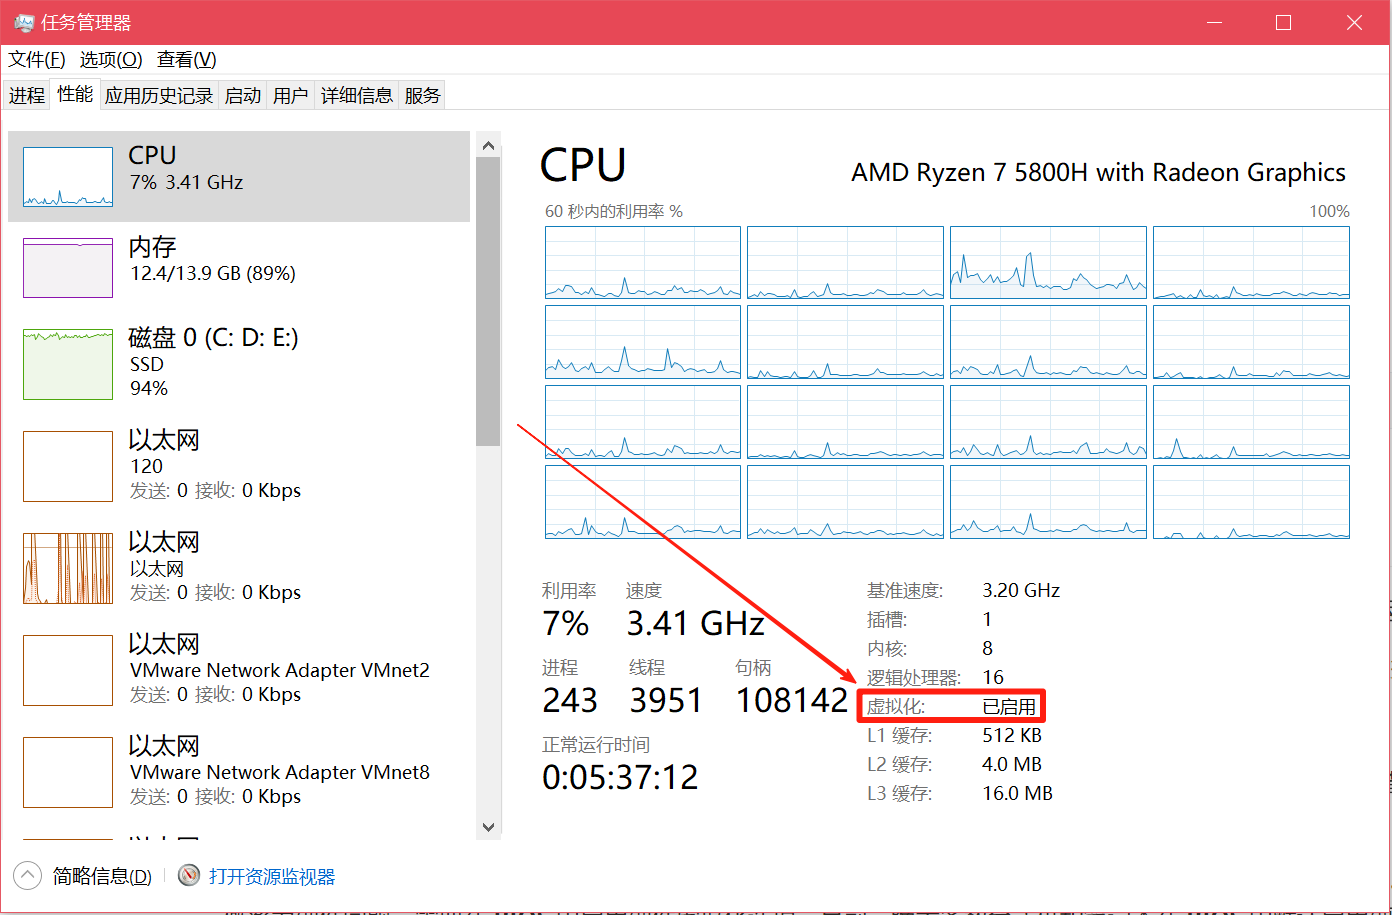 任务管理器
文件(F) 选项(O) 查看(V)
进程 性能 应用历史记录 启动 用户 详细信息 服务
CPU
7% 3.41 GHz
内存
12.4/13.9 GB (89%)
磁盘 0 (C: D: E:)
SSD
94%
以太网
120
发送: 0 接收: 0 Kbps
以太网
以太网
发送: 0 接收: 0 Kbps
以太网
VMware Network Adapter VMnet2
发送: 0 接收: 0 Kbps
以太网
VMware Network Adapter VMnet8
发送: 0 接收: 0 Kbps
CPU
AMD Ryzen 7 5800H with Radeon Graphics
60 秒内的利用率 %
100%
利用率 速度
7% 3.41 GHz
进程 线程 句柄
243 3951 108142
正常运行时间
0:05:37:12
基准速度: 3.20 GHz
插槽: 1
内核: 8
逻辑处理器: 16
虚拟化: 已启用
L1 缓存: 512 KB
L2 缓存: 4.0 MB
L3 缓存: 16.0 MB
简略信息(D)
打开资源监视器